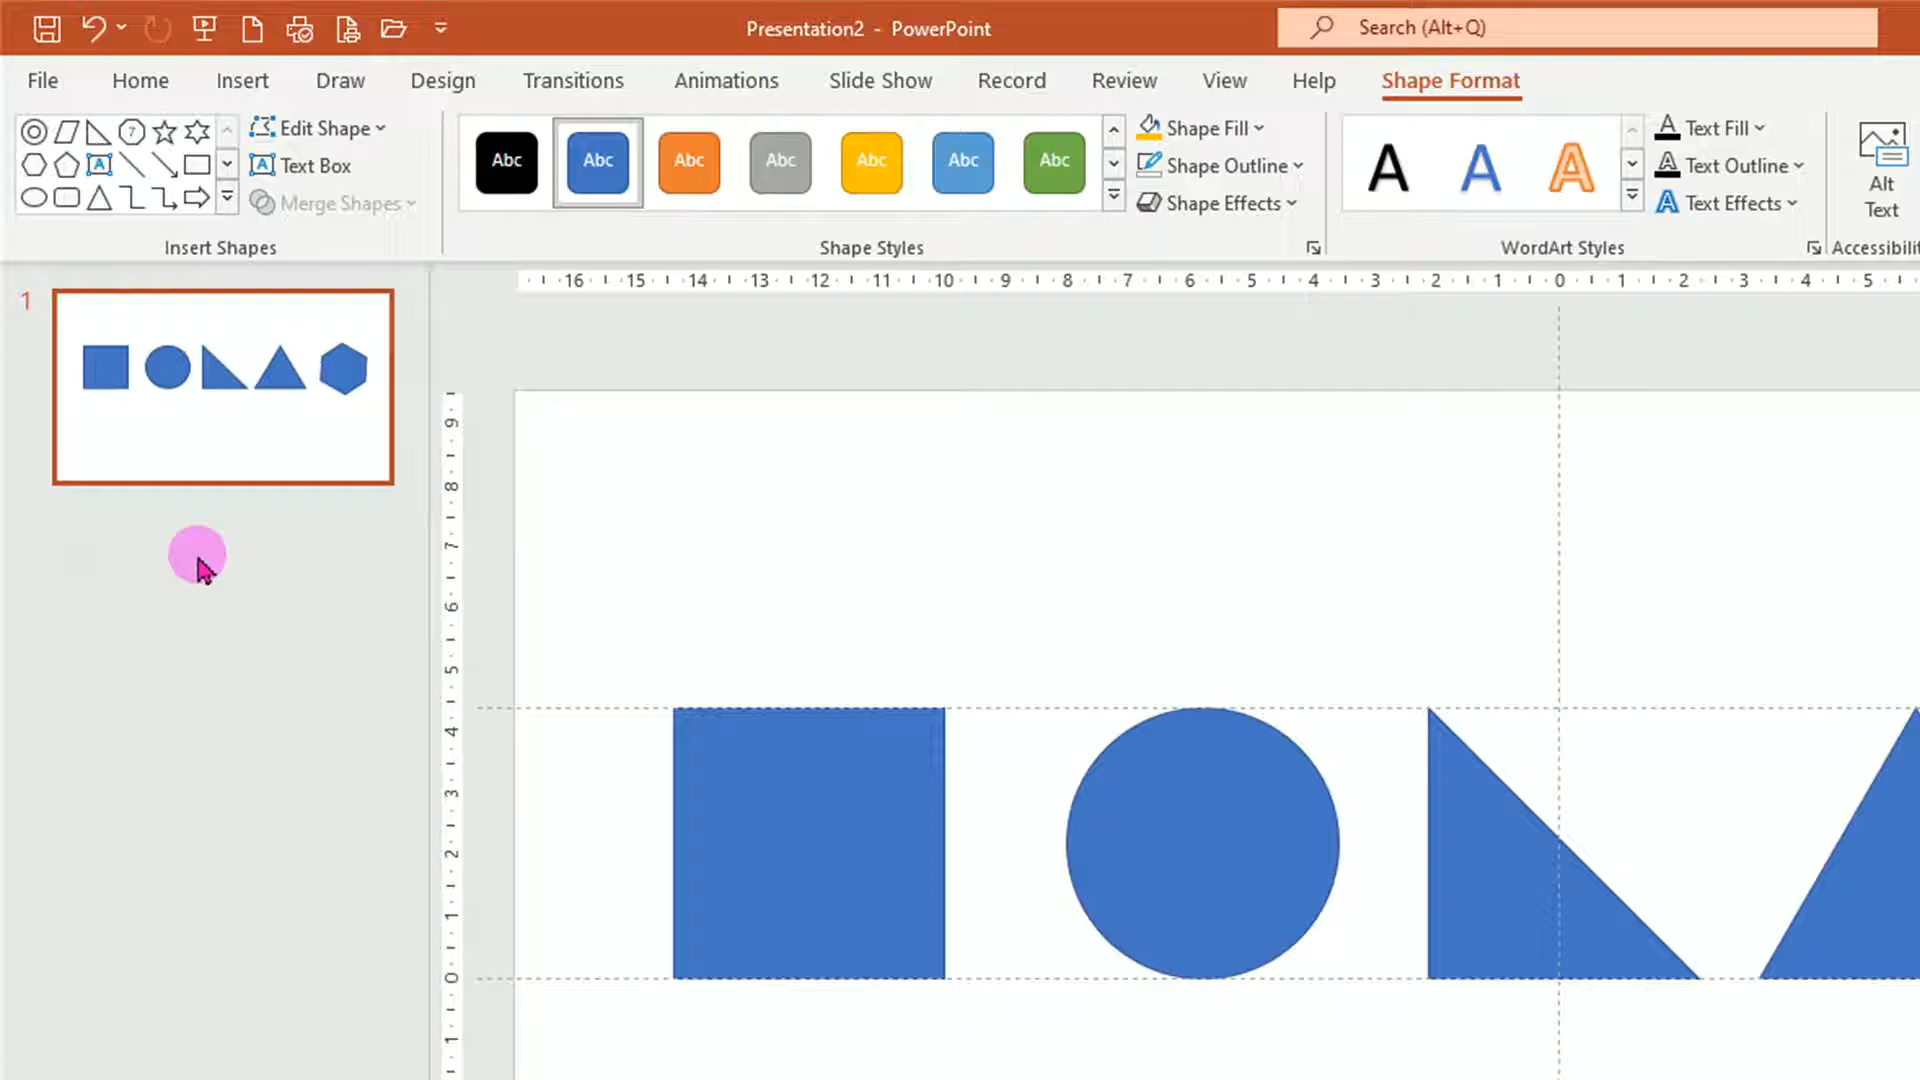 Presentation2 - PowerPoint
Search (Alt+Q)
File Home Insert Draw Design Transitions Animations Slide Show Record Review View Help Shape Format
7
A
Edit Shape
A Text Box
Merge Shapes
Insert Shapes
Abc Abc Abc Abc Abc Abc Abc
Shape Fill
Shape Outline
Shape Effects
Shape Styles
A A A
A Text Fill
A Text Outline
A Text Effects
WordArt Styles
Alt
Text
Accessibilit
16 15 14 13 12 11 10 9 8 7 6 5 4 3 2 1 0 1 2 3 4 5
1
9
8
7
6
5
4
3
2
1
0
1